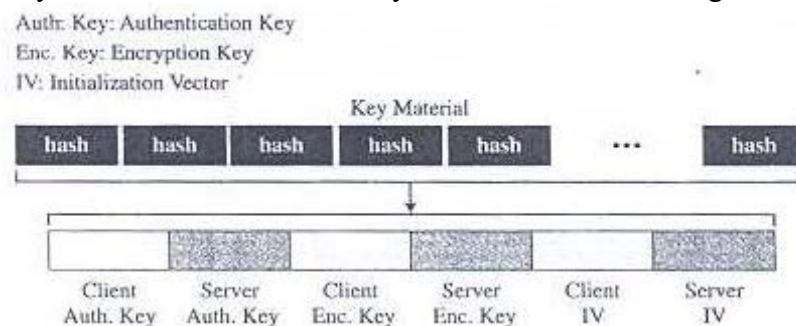 Auth. Key: Authentication Key
Enc. Key: Encryption Key
IV: Initialization Vector
Key Material
hash hash hash hash hash ... hash
Client Server Client Server Client Server
Auth. Key Auth. Key Enc. Key Enc. Key IV IV